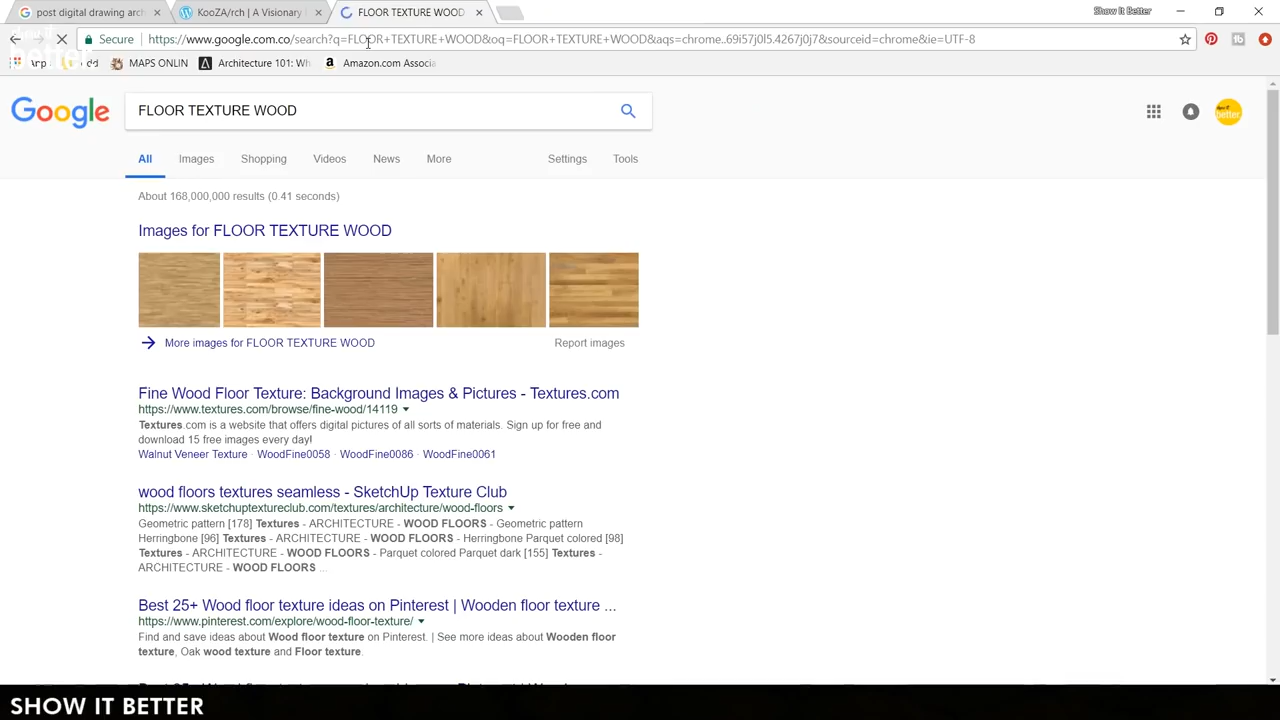 post digital drawing arch
KooZA/rch | A Visionary
FLOOR TEXTURE WOOD
Show It Better
Secure
https://www.google.com.co/search?q=FLOOR+TEXTURE+WOOD&oq=FLOOR+TEXTURE+WOOD&aqs=chrome..69i57j0l5.4267j0j7&sourceid=chrome&ie=UTF-8
MAPS ONLIN
Architecture 101: Wh
Amazon.com Associa
Google
FLOOR TEXTURE WOOD
All Images Shopping Videos News More Settings Tools
About 168,000,000 results (0.41 seconds)
Images for FLOOR TEXTURE WOOD
More images for FLOOR TEXTURE WOOD
Report images
Fine Wood Floor Texture: Background Images & Pictures - Textures.com
https://www.textures.com/browse/fine-wood/14119
Textures.com is a website that offers digital pictures of all sorts of materials. Sign up for free and
download 15 free images every day!
Walnut Veneer Texture · WoodFine0058 · WoodFine0086 · WoodFine0061
wood floors textures seamless - SketchUp Texture Club
https://www.sketchuptextureclub.com/textures/architecture/wood-floors
Geometric pattern [178] Textures - ARCHITECTURE - WOOD FLOORS - Geometric pattern
Herringbone [96] Textures - ARCHITECTURE - WOOD FLOORS - Herringbone Parquet colored [98]
Textures - ARCHITECTURE - WOOD FLOORS - Parquet colored Parquet dark [155] Textures -
ARCHITECTURE - WOOD FLOORS ...
Best 25+ Wood floor texture ideas on Pinterest | Wooden floor texture ...
https://www.pinterest.com/explore/wood-floor-texture/
Find and save ideas about Wood floor texture on Pinterest. | See more ideas about Wooden floor
texture, Oak wood texture and Floor texture.
SHOW IT BETTER